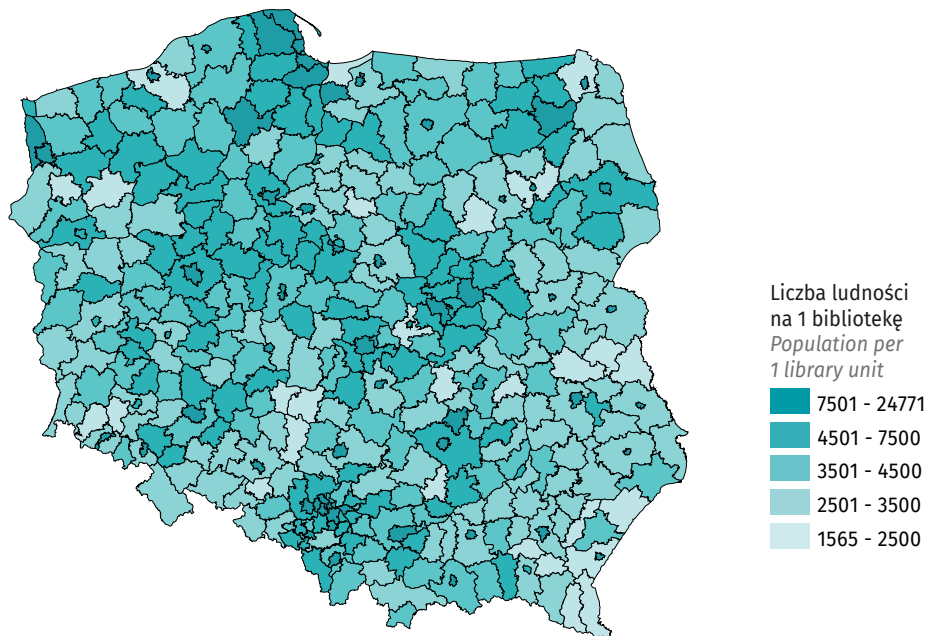 Liczba ludności
na 1 bibliotekę
Population per
1 library unit
7501 - 24771
4501 - 7500
3501 - 4500
2501 - 3500
1565 - 2500